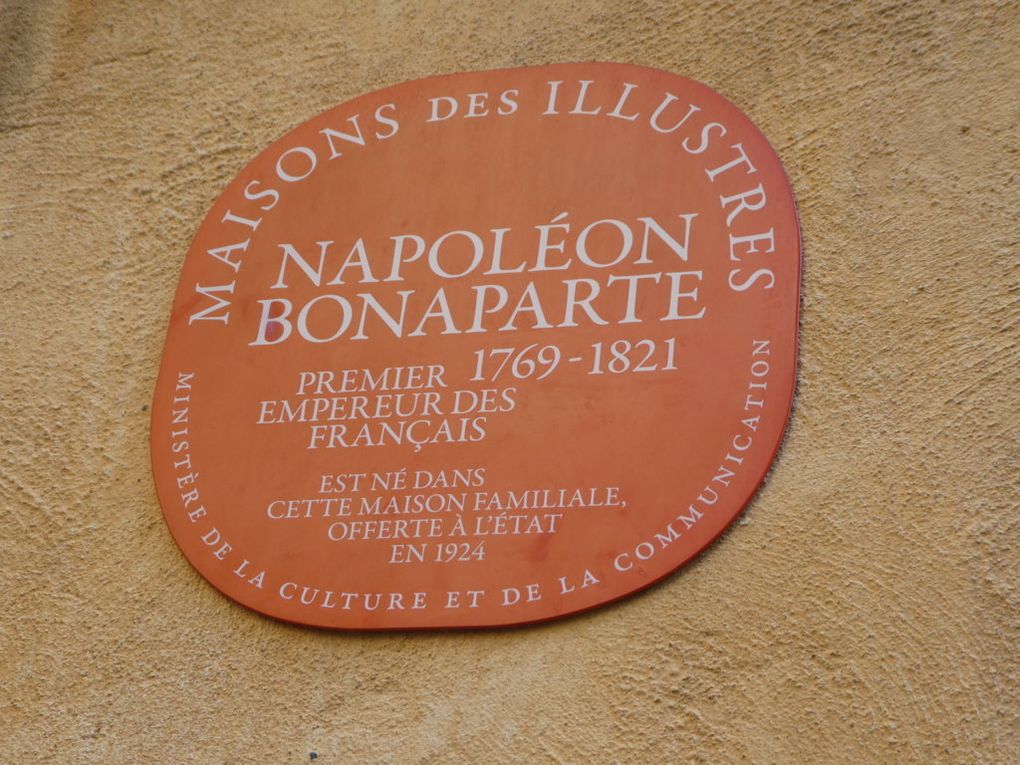 MAISONS DES ILLUSTRES
NAPOLÉON
BONAPARTE
1769-1821
PREMIER
EMPEREUR DES
FRANÇAIS
EST NÉ DANS
CETTE MAISON FAMILIALE,
OFFERTE À L'ÉTAT
EN 1924
MINISTÈRE DE LA CULTURE ET DE LA COMMUNICATION